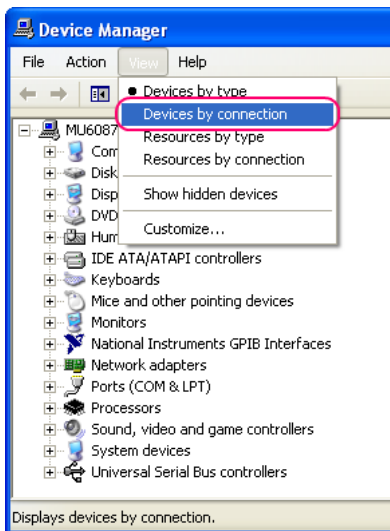 Device Manager
File Action View Help
Devices by type
Devices by connection
Resources by type
Resources by connection
Show hidden devices
Customize...
MU6087
Com
Disk
Disp
DVD
Hum
IDE ATA/ATAPI controllers
Keyboards
Mice and other pointing devices
Monitors
National Instruments GPIB Interfaces
Network adapters
Ports (COM & LPT)
Processors
Sound, video and game controllers
System devices
Universal Serial Bus controllers
Displays devices by connection.